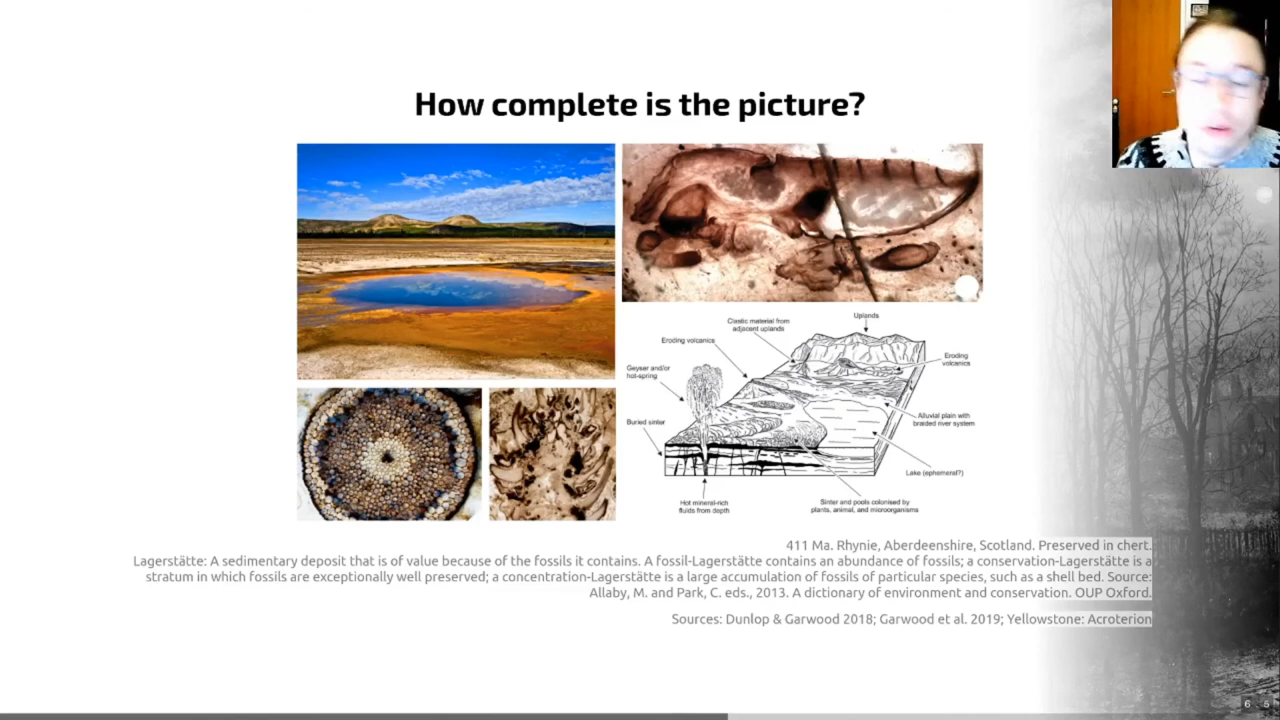 How complete is the picture?
Uplands
Clastic material from
adjacent uplands
Eroding volcanics
Eroding
volcanics
Geyser and/or
hot-spring
Buried sinter
Alluvial plain with
braided river system
Lake (ephemeral?)
Hot mineral-rich
fluids from depth
Sinter and pools colonised by
plants, animal, and microorganisms
411 Ma. Rhynie, Aberdeenshire, Scotland. Preserved in chert.
Lagerstätte: A sedimentary deposit that is of value because of the fossils it contains. A fossil-Lagerstätte contains an abundance of fossils; a conservation-Lagerstätte is a
stratum in which fossils are exceptionally well preserved; a concentration-Lagerstätte is a large accumulation of fossils of particular species, such as a shell bed. Source:
Allaby, M. and Park, C. eds., 2013. A dictionary of environment and conservation. OUP Oxford.
Sources: Dunlop & Garwood 2018; Garwood et al. 2019; Yellowstone: Acroterion
6 5